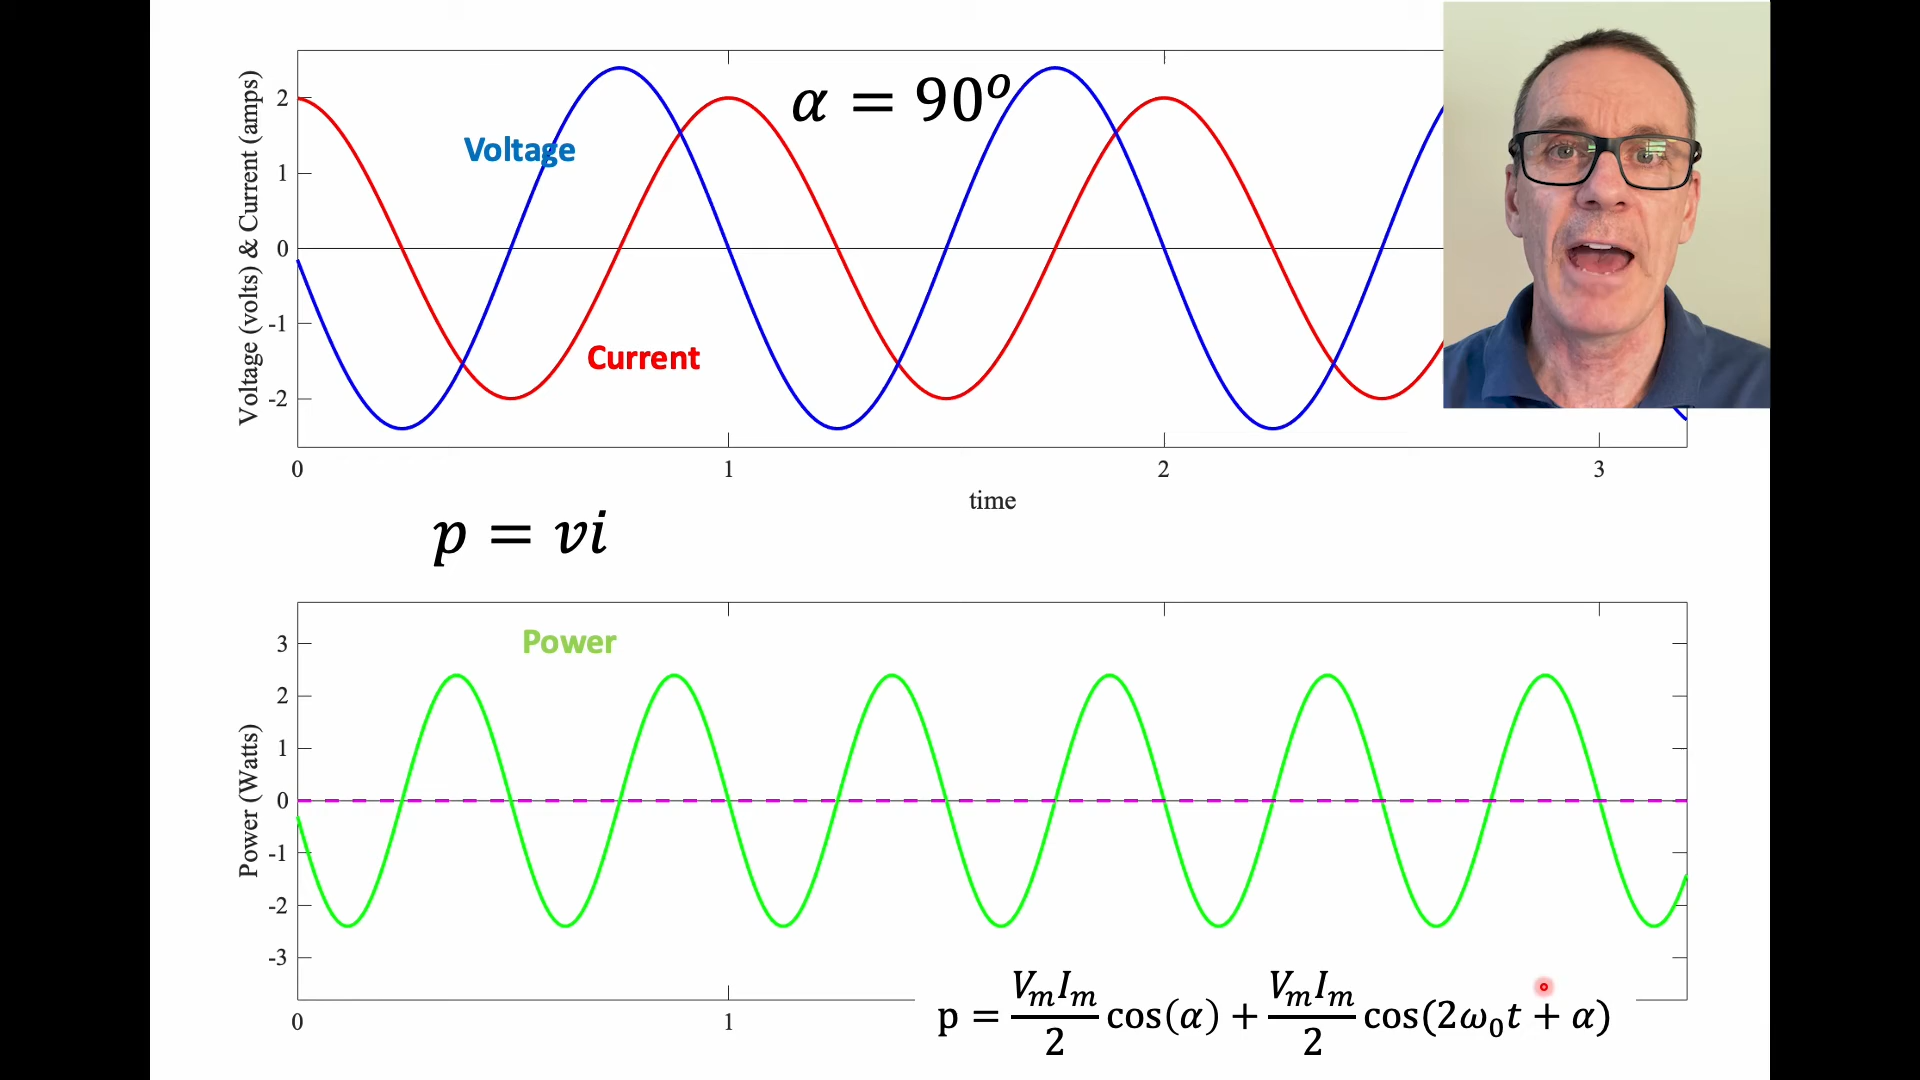 α = 90°
Voltage (volts) & Current (amps)
2
1
0
-1
-2
Voltage
Current
0 1 2 3
time
p = vi
Power
Power (Watts)
3
2
1
0
-1
-2
-3
0 1
p = VmIm/2 cos(α) + VmIm/2 cos(2ω₀t + α)